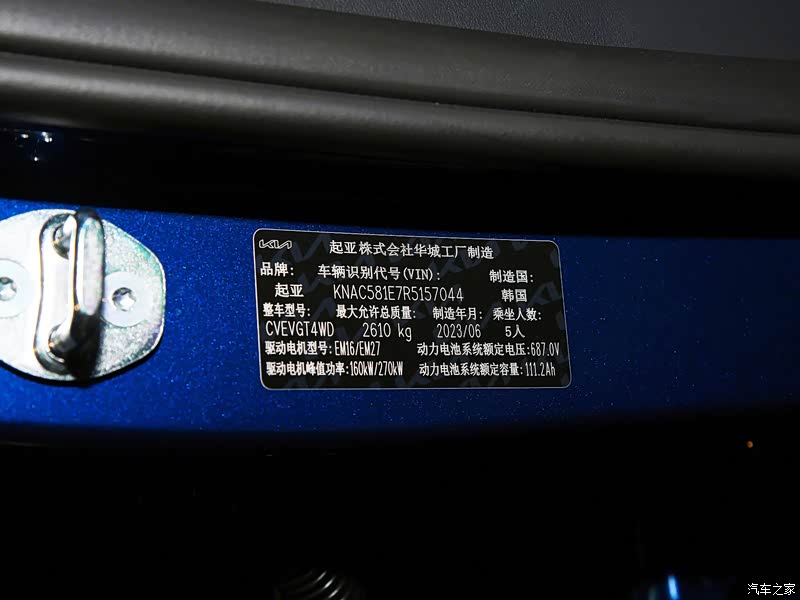 KIA 起亚株式会社华城工厂制造
品牌: 车辆识别代号(VIN): 制造国:
起亚 KNAC581E7R5157044 韩国
整车型号: 最大允许总质量: 制造年月: 乘坐人数:
CVEVGT4WD 2610 kg 2023/06 5人
驱动电机型号:EM16/EM27 动力电池系统额定电压:687.0V
驱动电机峰值功率:160kW/270kW 动力电池系统额定容量:111.2Ah
汽车之家